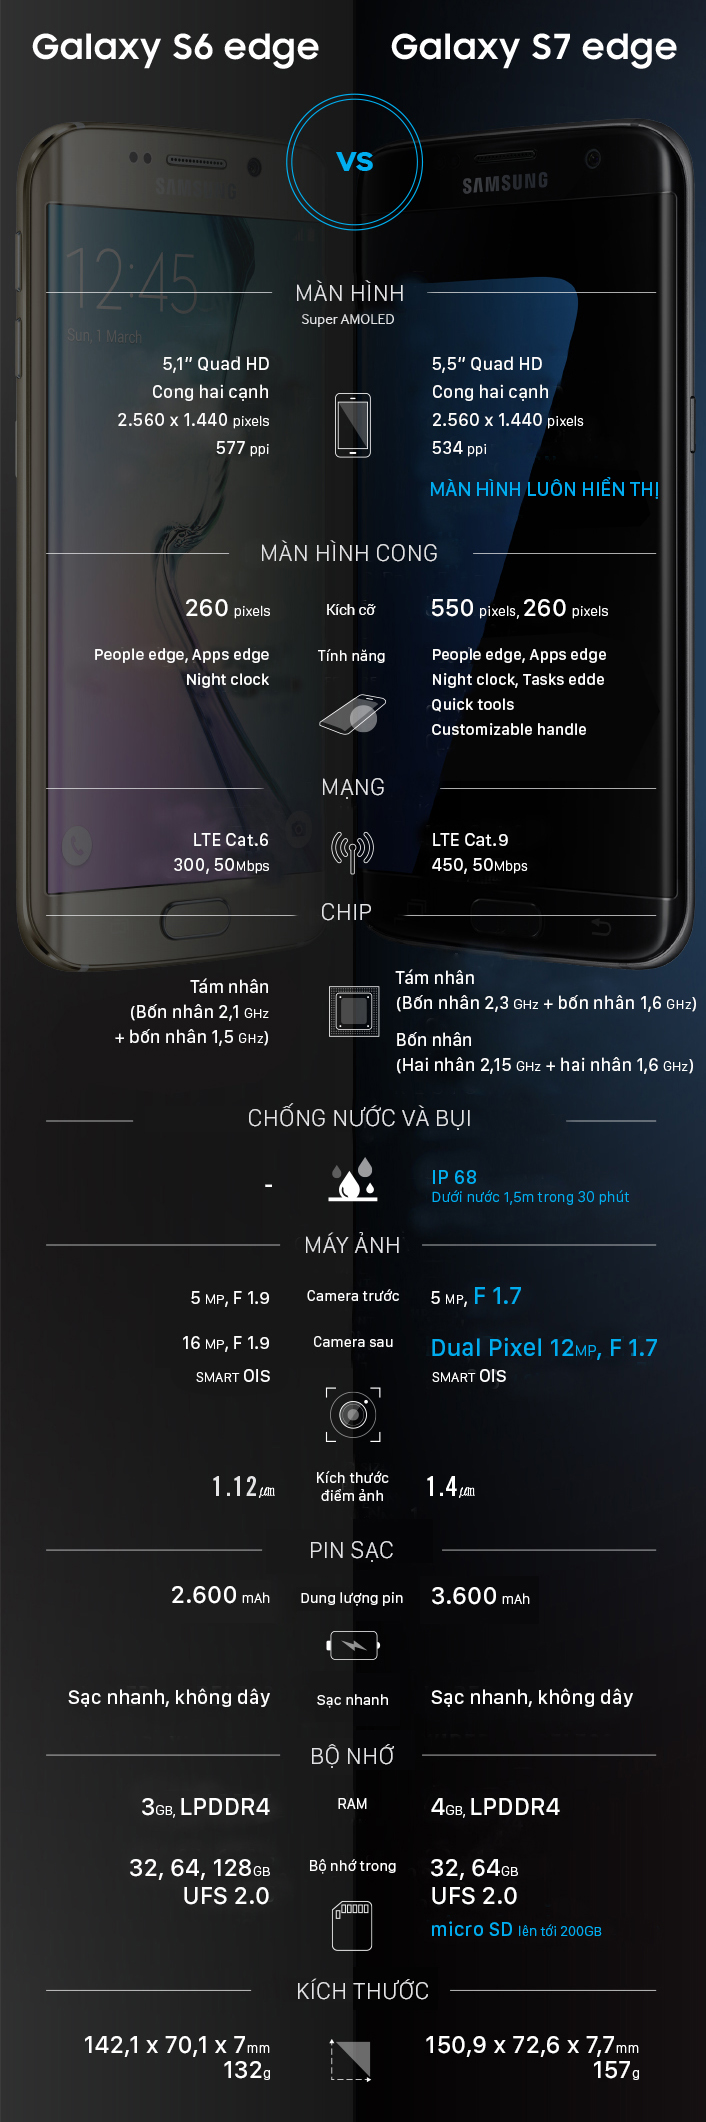 Galaxy S6 edge
Galaxy S7 edge
VS
SAMSUNG
SAMSUNG
12:45
Sun, 1 March
MÀN HÌNH
Super AMOLED
5,1” Quad HD
Cong hai cạnh
2.560 x 1.440 pixels
577 ppi
5,5” Quad HD
Cong hai cạnh
2.560 x 1.440 pixels
534 ppi
MÀN HÌNH LUÔN HIỂN THỊ
MÀN HÌNH CONG
260 pixels
Kích cỡ
550 pixels, 260 pixels
People edge, Apps edge
Night clock
Tính năng
People edge, Apps edge
Night clock, Tasks edde
Quick tools
Customizable handle
MẠNG
LTE Cat.6
300, 50Mbps
LTE Cat.9
450, 50Mbps
CHIP
Tám nhân
(Bốn nhân 2,1 GHz
+ bốn nhân 1,5 GHz)
Tám nhân
(Bốn nhân 2,3 GHz + bốn nhân 1,6 GHz)
Bốn nhân
(Hai nhân 2,15 GHz + hai nhân 1,6 GHz)
CHỐNG NƯỚC VÀ BỤI
-
IP 68
Dưới nước 1,5m trong 30 phút
MÁY ẢNH
5 MP, F 1.9
Camera trước
5 MP, F 1.7
16 MP, F 1.9
SMART OIS
Camera sau
Dual Pixel 12MP, F 1.7
SMART OIS
1.12㎛
Kích thước
điểm ảnh
1.4㎛
PIN SẠC
2.600 mAh
Dung lượng pin
3.600 mAh
Sạc nhanh, không dây
Sạc nhanh
Sạc nhanh, không dây
BỘ NHỚ
3GB, LPDDR4
RAM
4GB, LPDDR4
32, 64, 128GB
UFS 2.0
Bộ nhớ trong
32, 64GB
UFS 2.0
micro SD lên tới 200GB
KÍCH THƯỚC
142,1 x 70,1 x 7mm
132g
150,9 x 72,6 x 7,7mm
157g